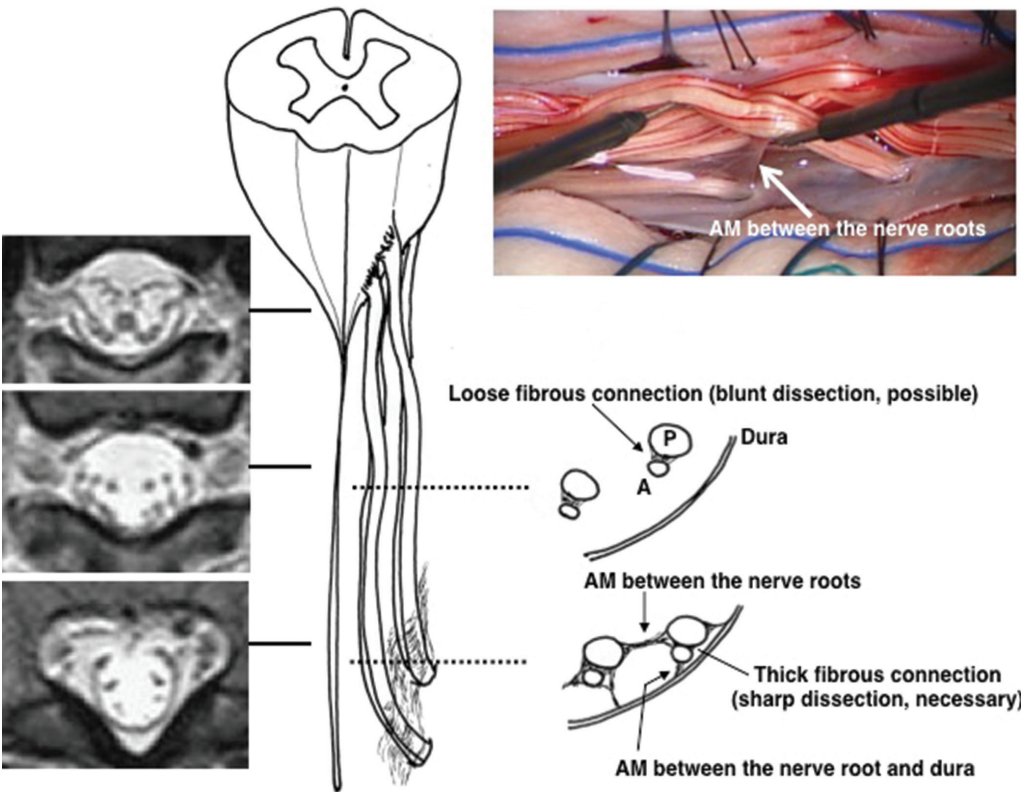 AM between the nerve roots
Loose fibrous connection (blunt dissection, possible)
P
Dura
A
AM between the nerve roots
Thick fibrous connection
(sharp dissection, necessary)
AM between the nerve root and dura